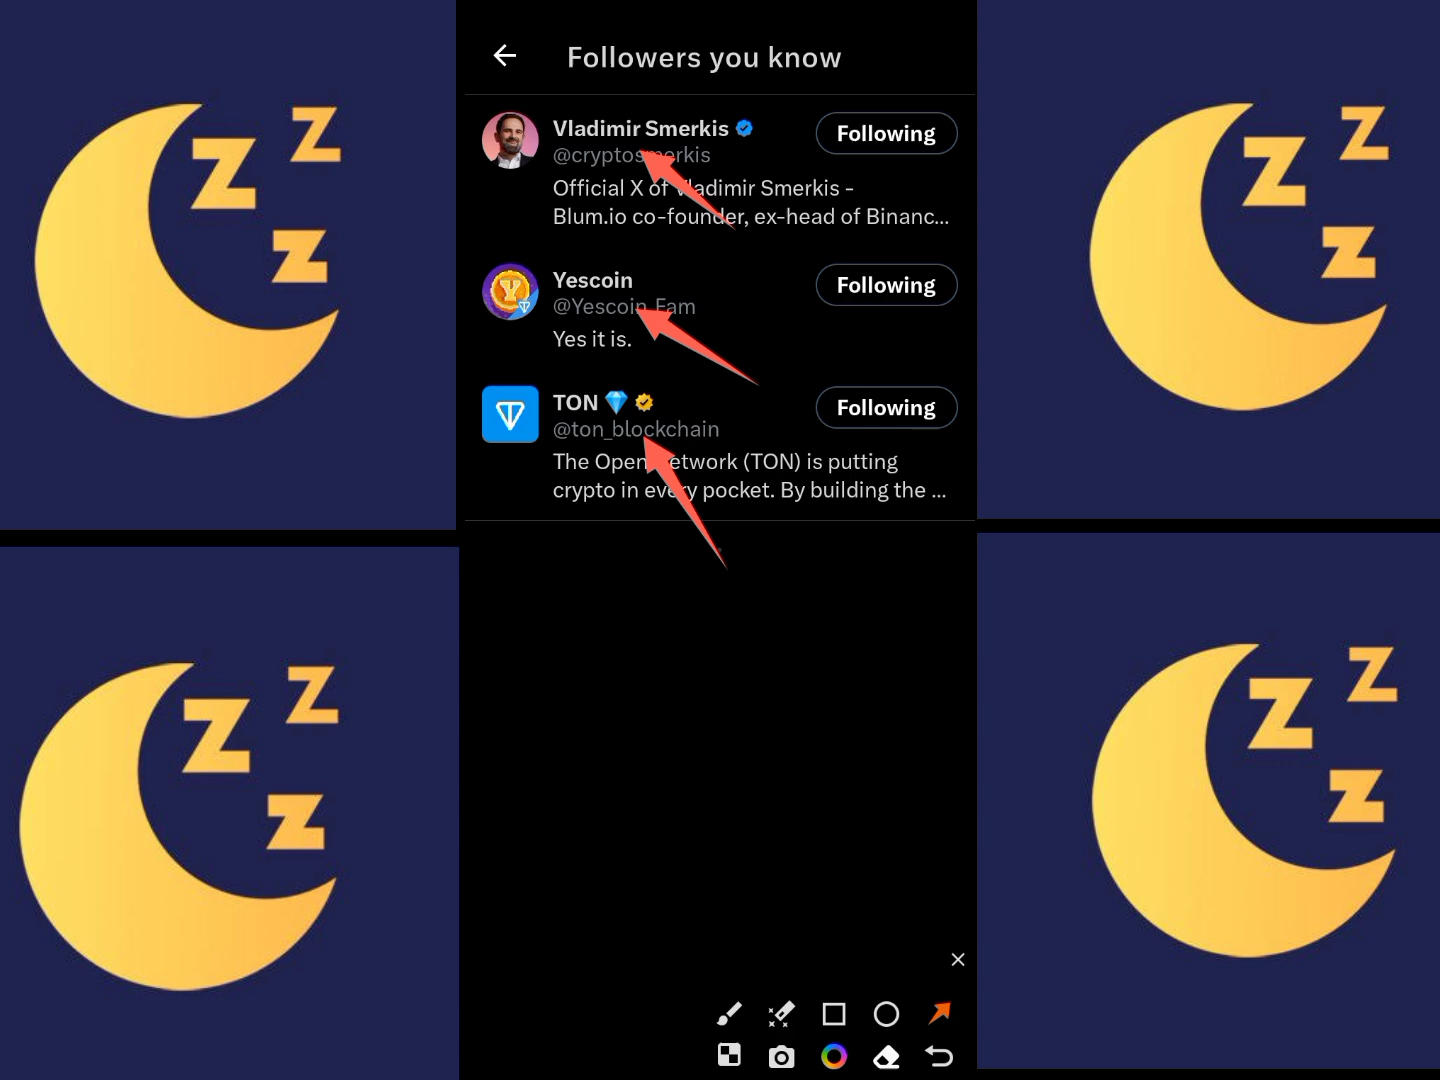 Followers you know
Vladimir Smerkis
Following
@cryptosmerkis
Official X of Vladimir Smerkis -
Blum.io co-founder, ex-head of Binanc...
Yescoin
Following
@Yescoin_Fam
Yes it is.
TON
Following
@ton_blockchain
The Open Network (TON) is putting
crypto in every pocket. By building the ...
Z Z
Z
Z Z
Z
Z Z
Z
Z Z
Z